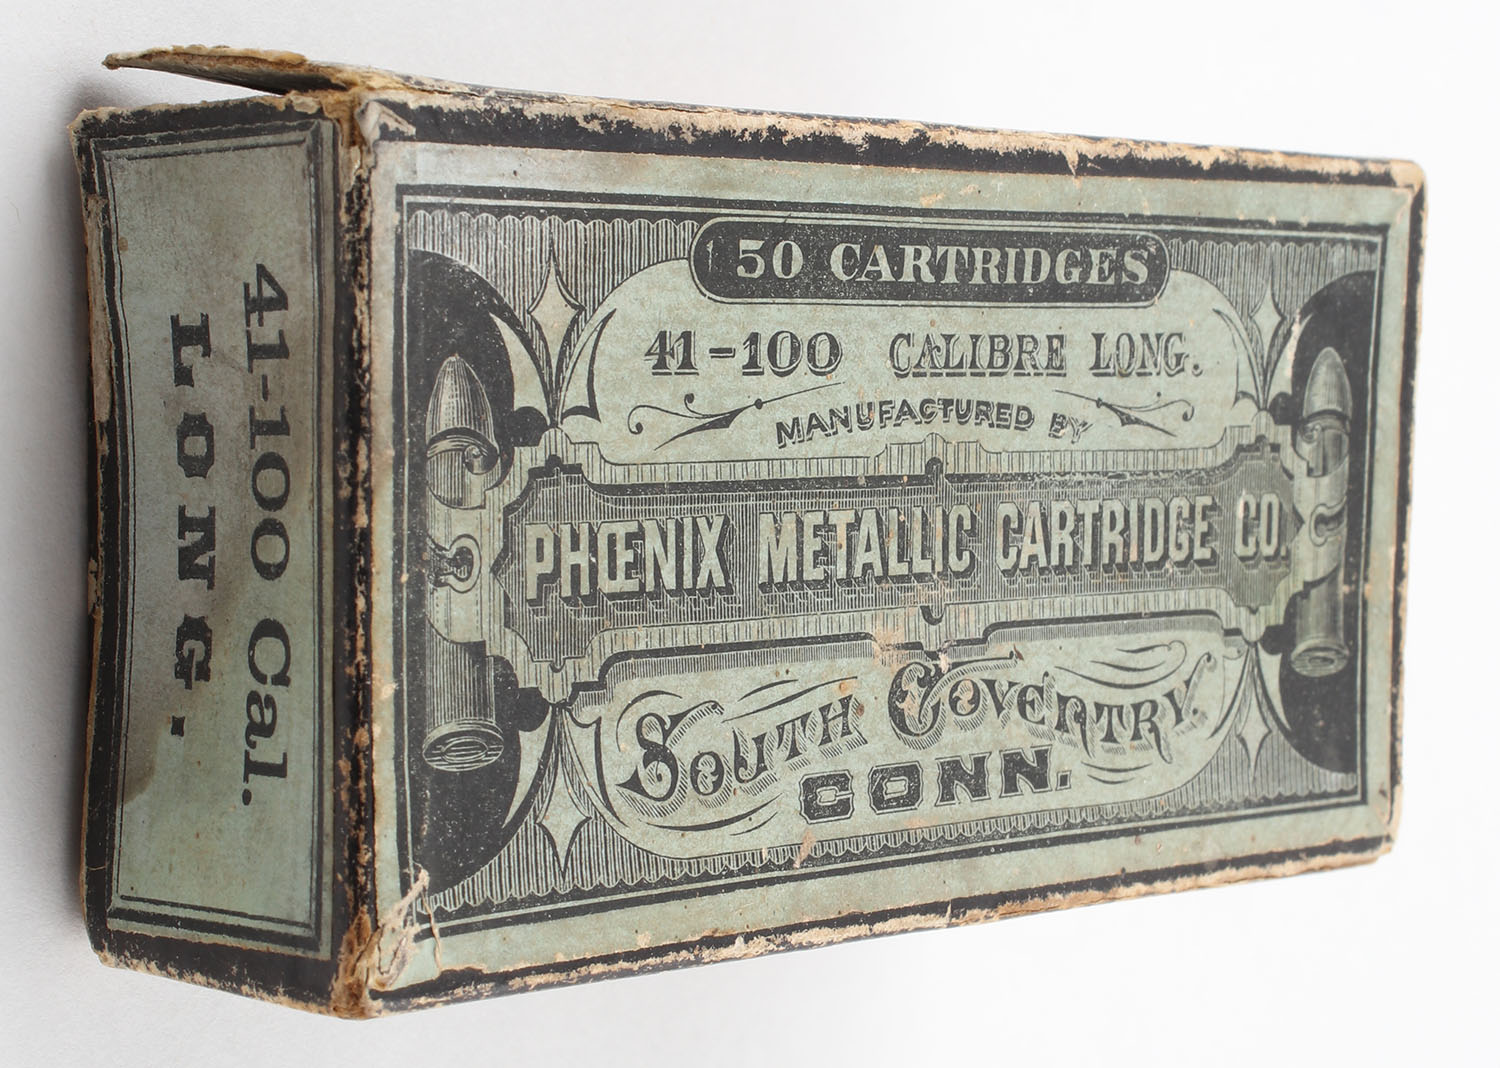 50 CARTRIDGES
41-100 CALIBRE LONG.
MANUFACTURED BY
PHŒNIX METALLIC CARTRIDGE CO.
SOUTH COVENTRY.
CONN.
41-100 Cal.
LONG.